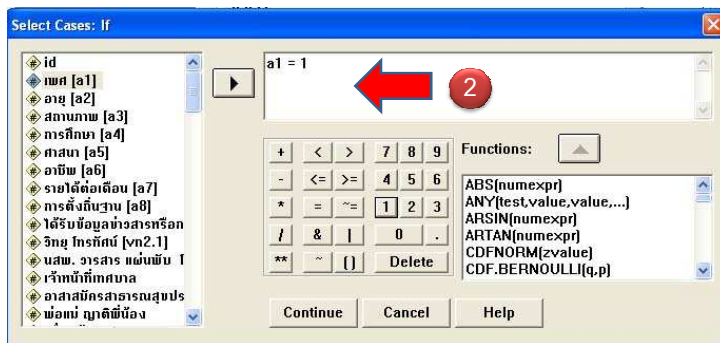 Select Cases: If
id
เพศ [a1]
อายุ [a2]
สถานภาพ [a3]
การศึกษา [a4]
ศาสนา [a5]
อาชีพ [a6]
รายได้ต่อเดือน [a7]
การตั้งถิ่นฐาน [a8]
ได้รับข้อมูลข่าวสารหรือก
วิทยุ โทรทัศน์ [vn2.1]
นสพ. วารสาร แผ่นพับ โ
เจ้าหน้าที่เทศบาล
อาสาสมัครสาธารณสุขประ
พ่อแม่ ญาติพี่น้อง
a1 = 1
2
+ < > 7 8 9
- <= >= 4 5 6
* = ~= 1 2 3
/ & | 0 .
** ~ () Delete
Functions:
ABS(numexpr)
ANY(test,value,value,...)
ARSIN(numexpr)
ARTAN(numexpr)
CDFNORM(zvalue)
CDF.BERNOULLI(q,p)
Continue Cancel Help